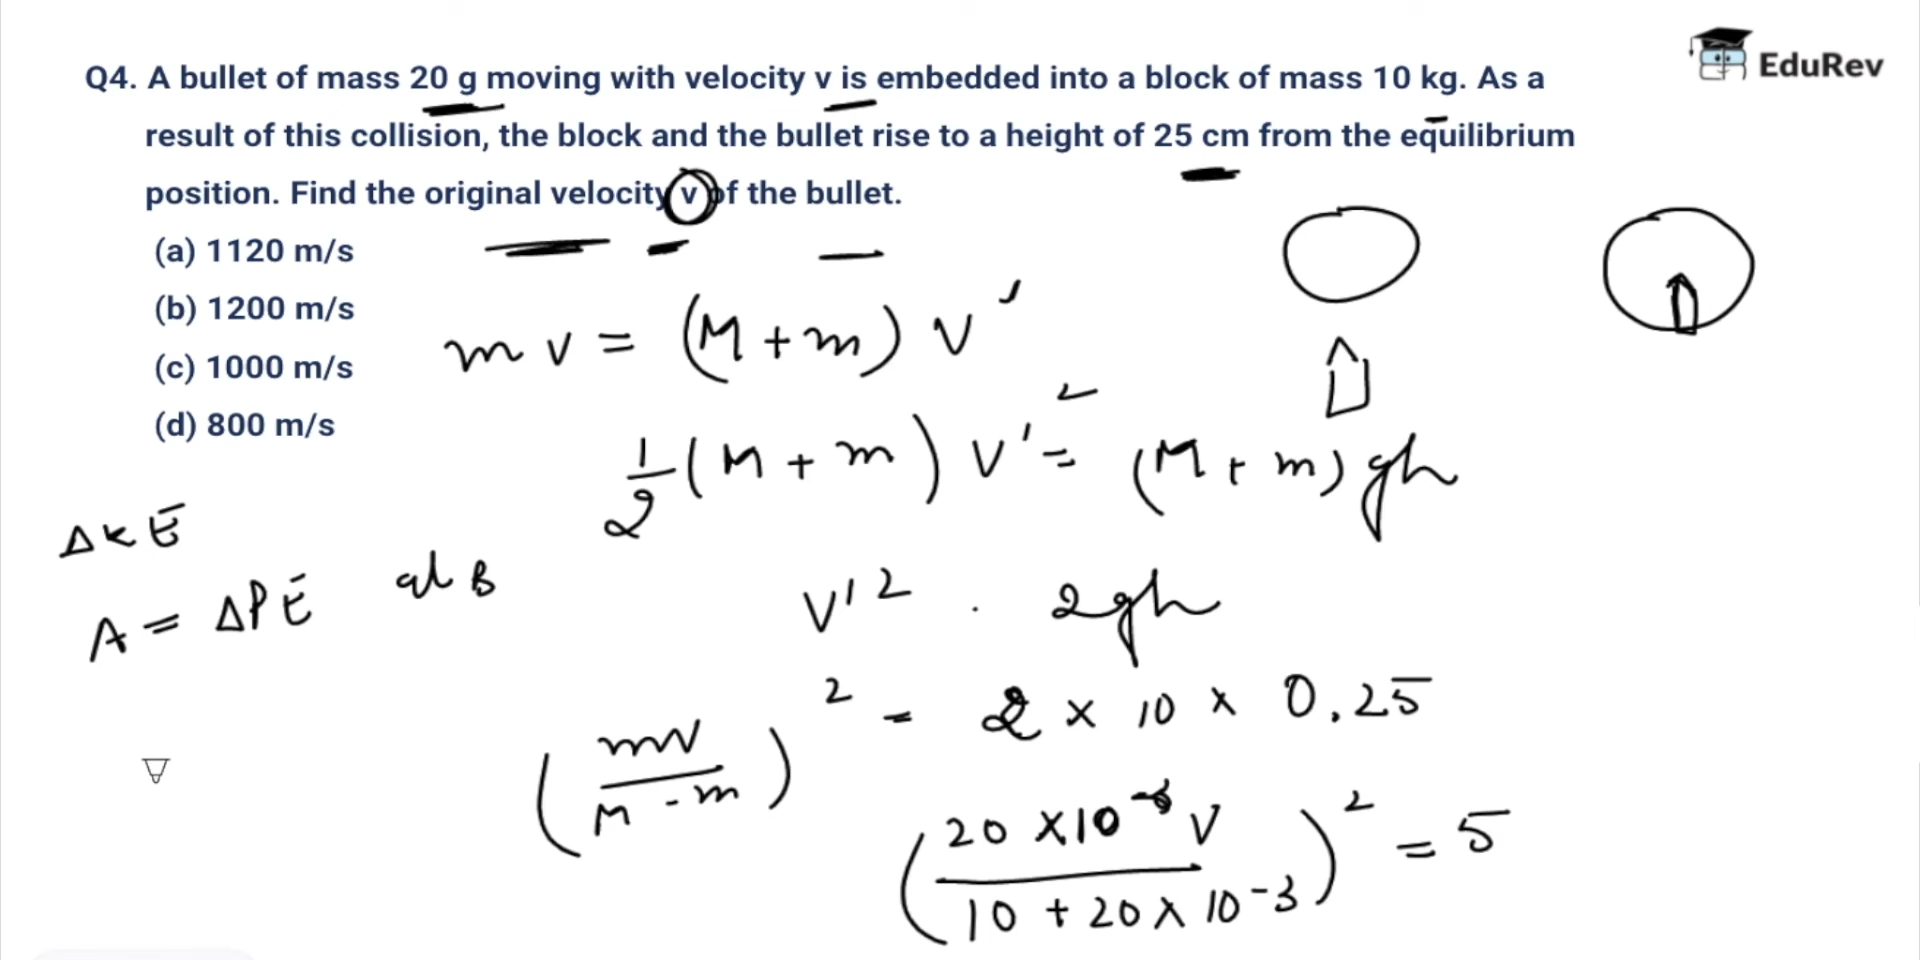 EduRev
Q4. A bullet of mass 20 g moving with velocity v is embedded into a block of mass 10 kg. As a
result of this collision, the block and the bullet rise to a height of 25 cm from the equilibrium
position. Find the original velocity v of the bullet.
(a) 1120 m/s
(b) 1200 m/s
(c) 1000 m/s
(d) 800 m/s
m v = (M + m) v'
1/2 (M + m) v'² = (M + m) gh
ΔKE
A = ΔPE at B
v'² . 2gh
(mv / M - m)² = 2 × 10 × 0.25
(20 × 10⁻³ v / 10 + 20 × 10⁻³)² = 5